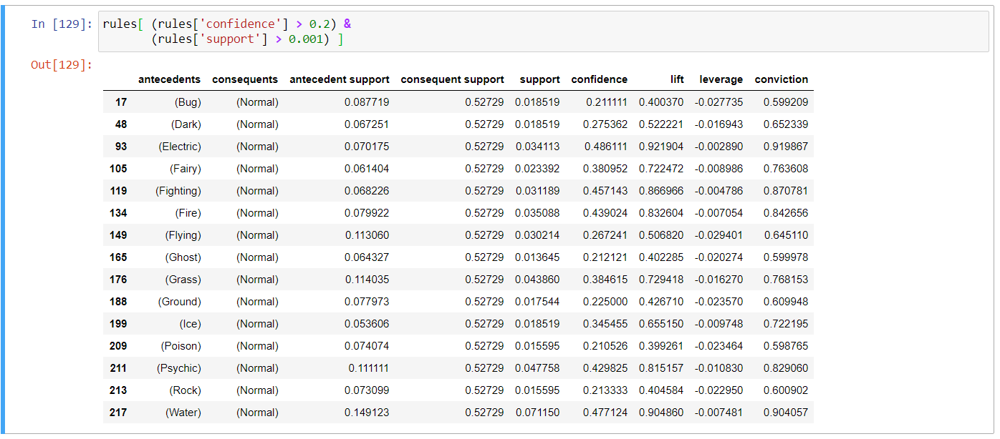 In [129]: rules[ (rules['confidence'] > 0.2) &
(rules['support'] > 0.001) ]
Out[129]:
antecedents consequents antecedent support consequent support support confidence lift leverage conviction
17 (Bug) (Normal) 0.087719 0.52729 0.018519 0.211111 0.400370 -0.027735 0.599209
48 (Dark) (Normal) 0.067251 0.52729 0.018519 0.275362 0.522221 -0.016943 0.652339
93 (Electric) (Normal) 0.070175 0.52729 0.034113 0.486111 0.921904 -0.002890 0.919867
105 (Fairy) (Normal) 0.061404 0.52729 0.023392 0.380952 0.722472 -0.008986 0.763608
119 (Fighting) (Normal) 0.068226 0.52729 0.031189 0.457143 0.866966 -0.004786 0.870781
134 (Fire) (Normal) 0.079922 0.52729 0.035088 0.439024 0.832604 -0.007054 0.842656
149 (Flying) (Normal) 0.113060 0.52729 0.030214 0.267241 0.506820 -0.029401 0.645110
165 (Ghost) (Normal) 0.064327 0.52729 0.013645 0.212121 0.402285 -0.020274 0.599978
176 (Grass) (Normal) 0.114035 0.52729 0.043860 0.384615 0.729418 -0.016270 0.768153
188 (Ground) (Normal) 0.077973 0.52729 0.017544 0.225000 0.426710 -0.023570 0.609948
199 (Ice) (Normal) 0.053606 0.52729 0.018519 0.345455 0.655150 -0.009748 0.722195
209 (Poison) (Normal) 0.074074 0.52729 0.015595 0.210526 0.399261 -0.023464 0.598765
211 (Psychic) (Normal) 0.111111 0.52729 0.047758 0.429825 0.815157 -0.010830 0.829060
213 (Rock) (Normal) 0.073099 0.52729 0.015595 0.213333 0.404584 -0.022950 0.600902
217 (Water) (Normal) 0.149123 0.52729 0.071150 0.477124 0.904860 -0.007481 0.904057